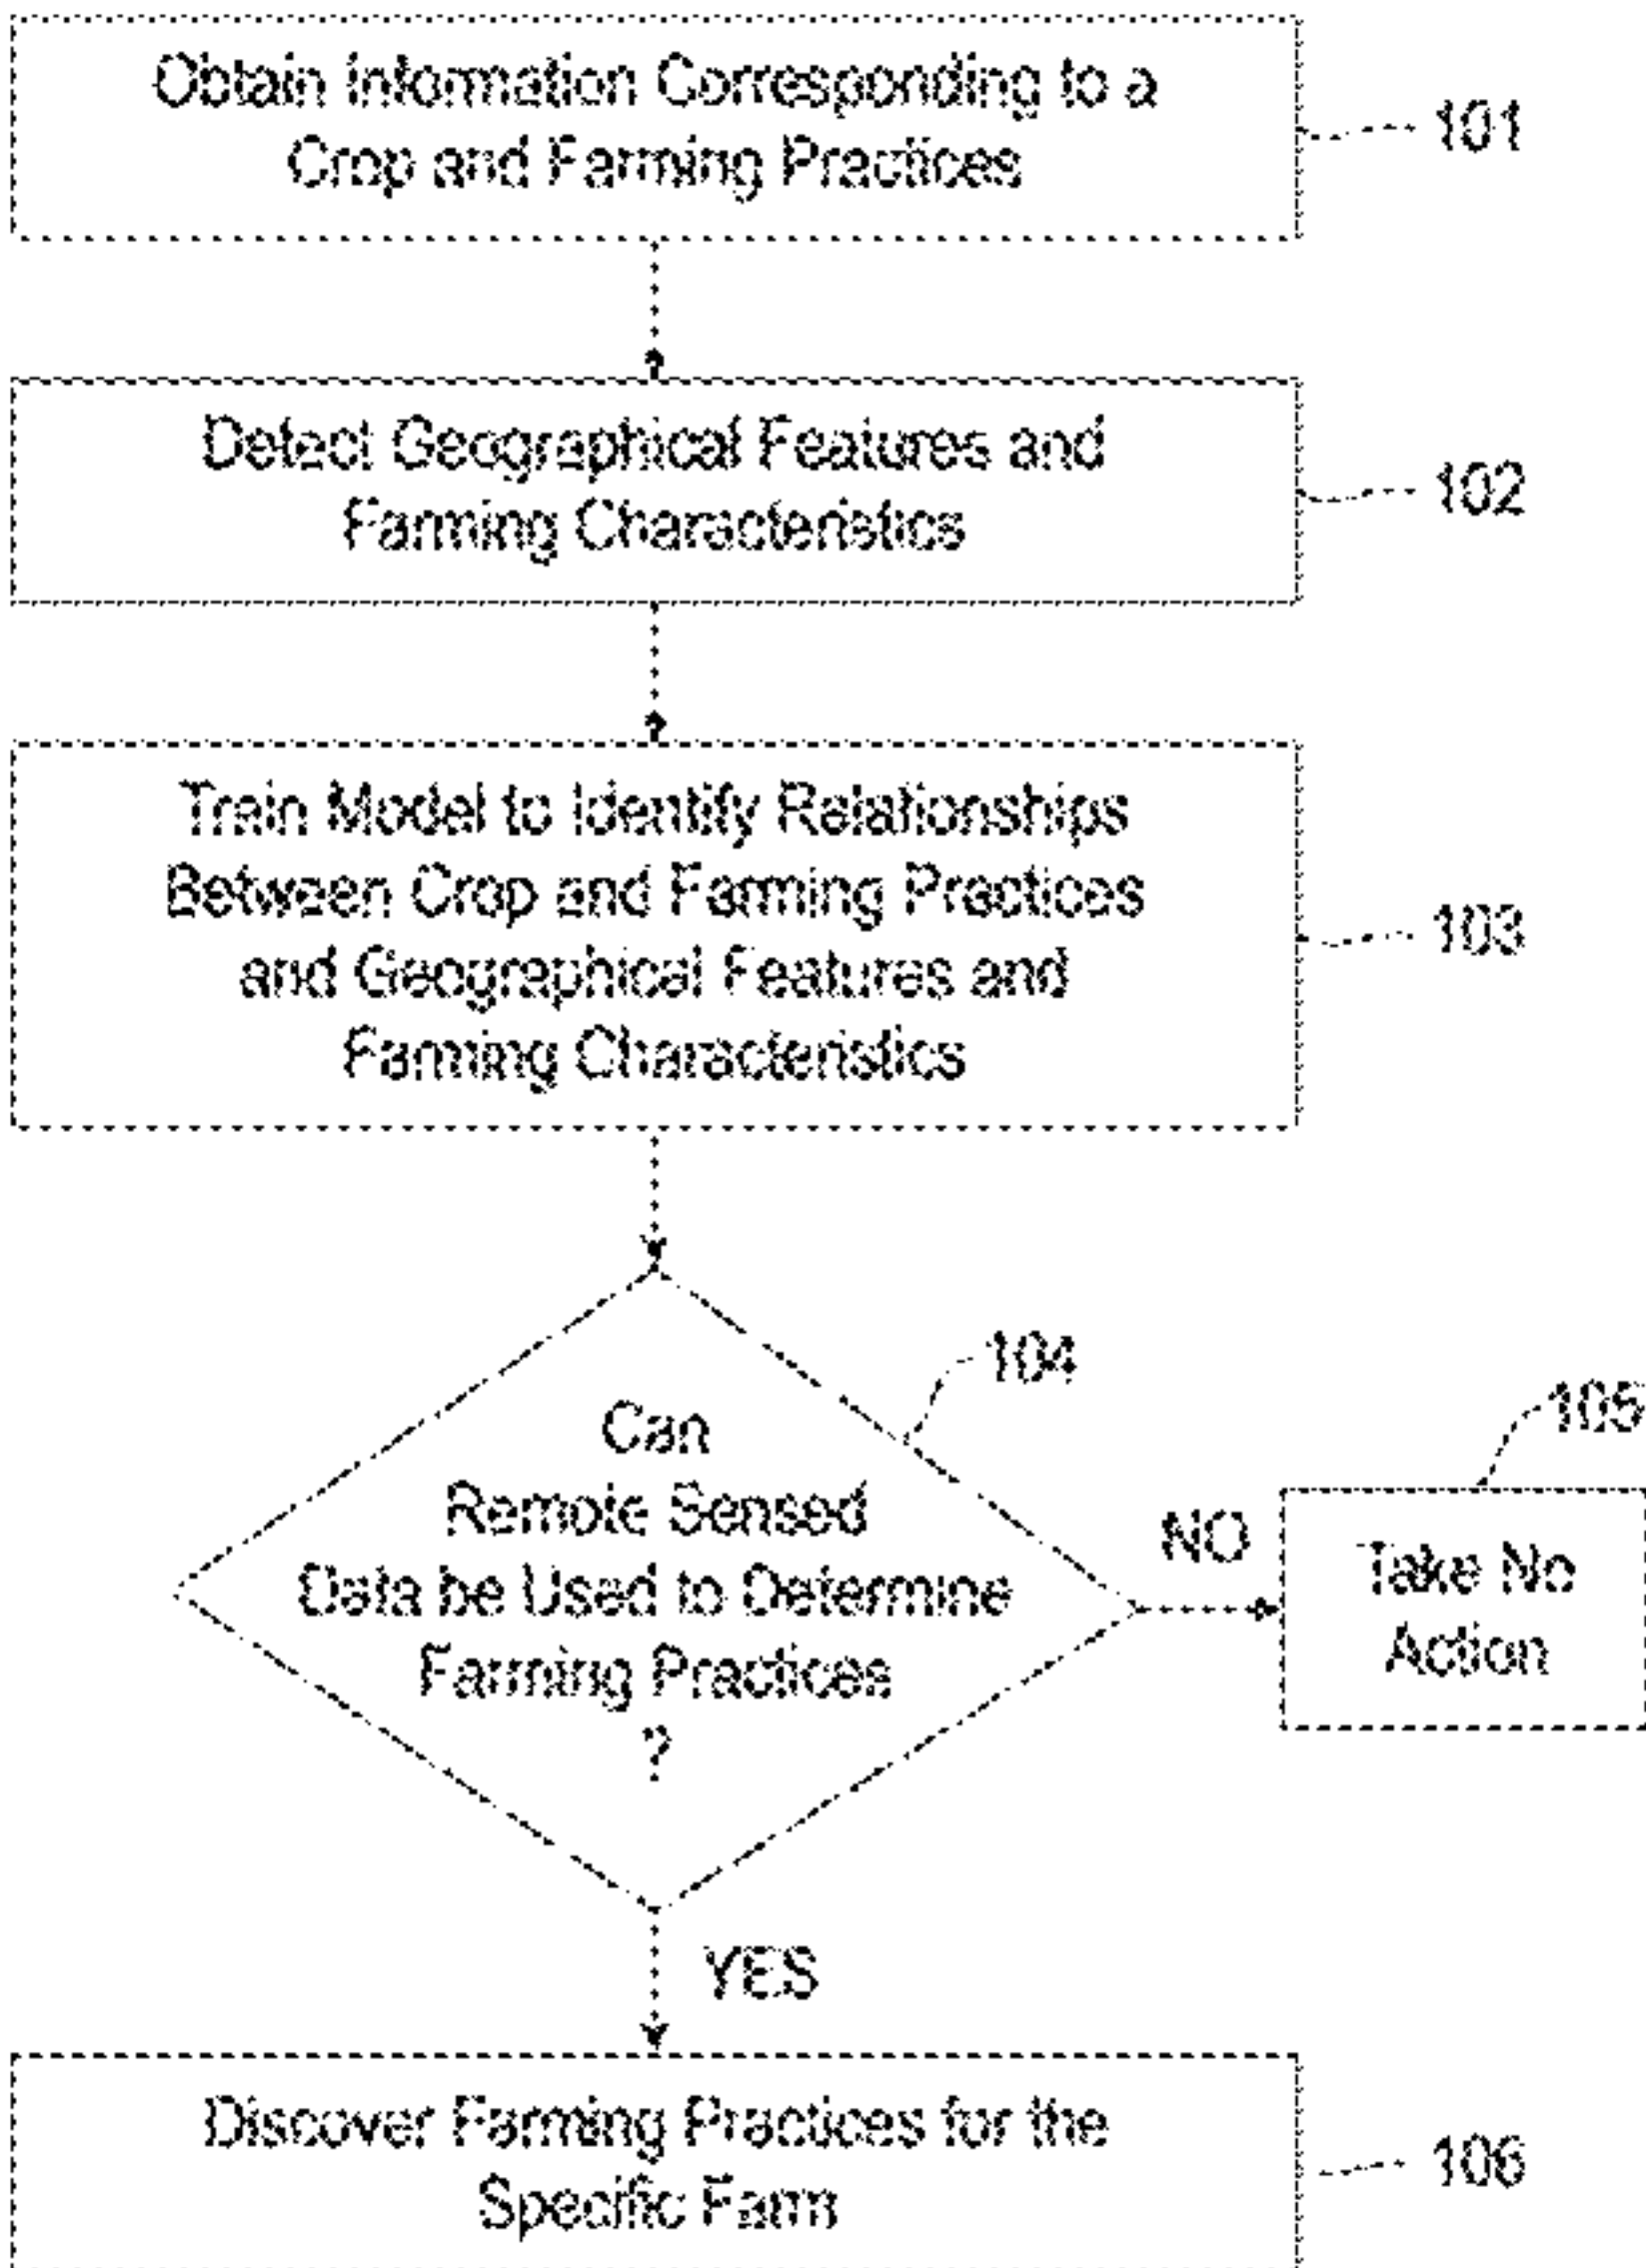 Obtain Information Corresponding to a
Crop and Farming Practices
101
Detect Geographical Features and
Farming Characteristics
102
Train Model to Identify Relationships
Between Crop and Farming Practices
and Geographical Features and
Farming Characteristics
103
104
Can
Remote Sensed
Data be Used to Determine
Farming Practices
?
NO
105
Take No
Action
YES
Discover Farming Practices for the
Specific Farm
106